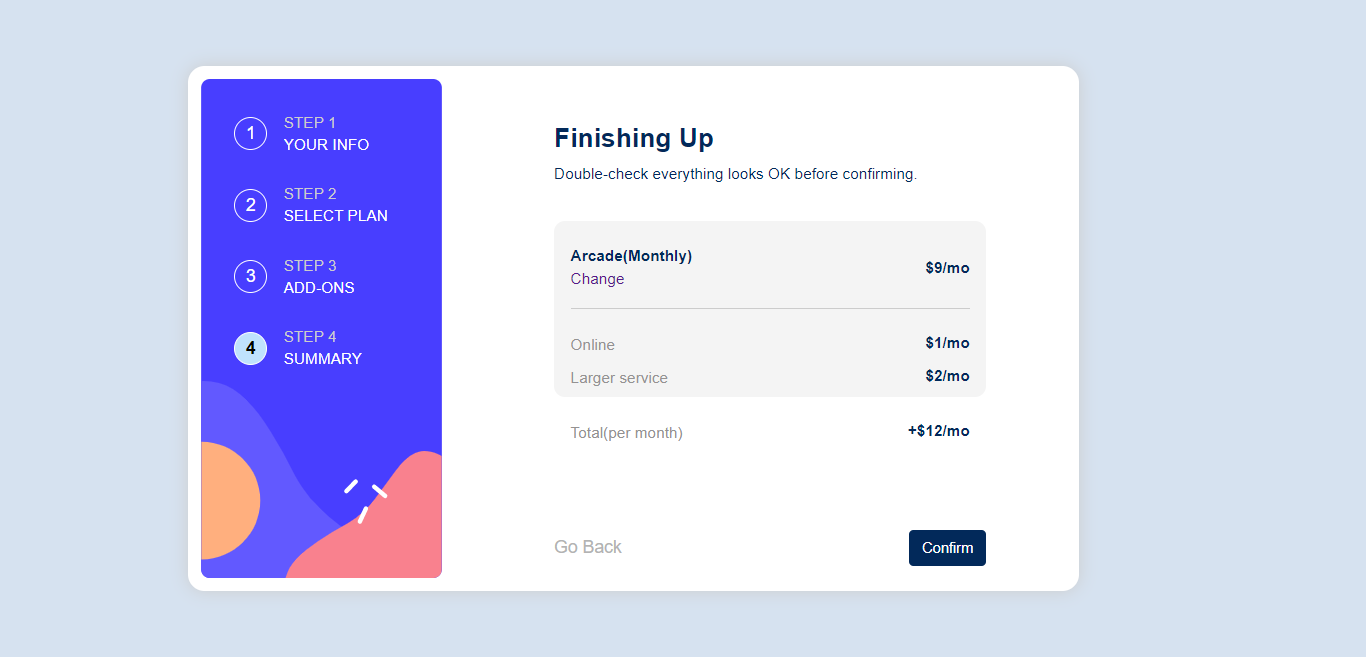 1
STEP 1
YOUR INFO
2
STEP 2
SELECT PLAN
3
STEP 3
ADD-ONS
4
STEP 4
SUMMARY
Finishing Up
Double-check everything looks OK before confirming.
Arcade(Monthly)
Change
$9/mo
Online $1/mo
Larger service $2/mo
Total(per month) +$12/mo
Go Back Confirm